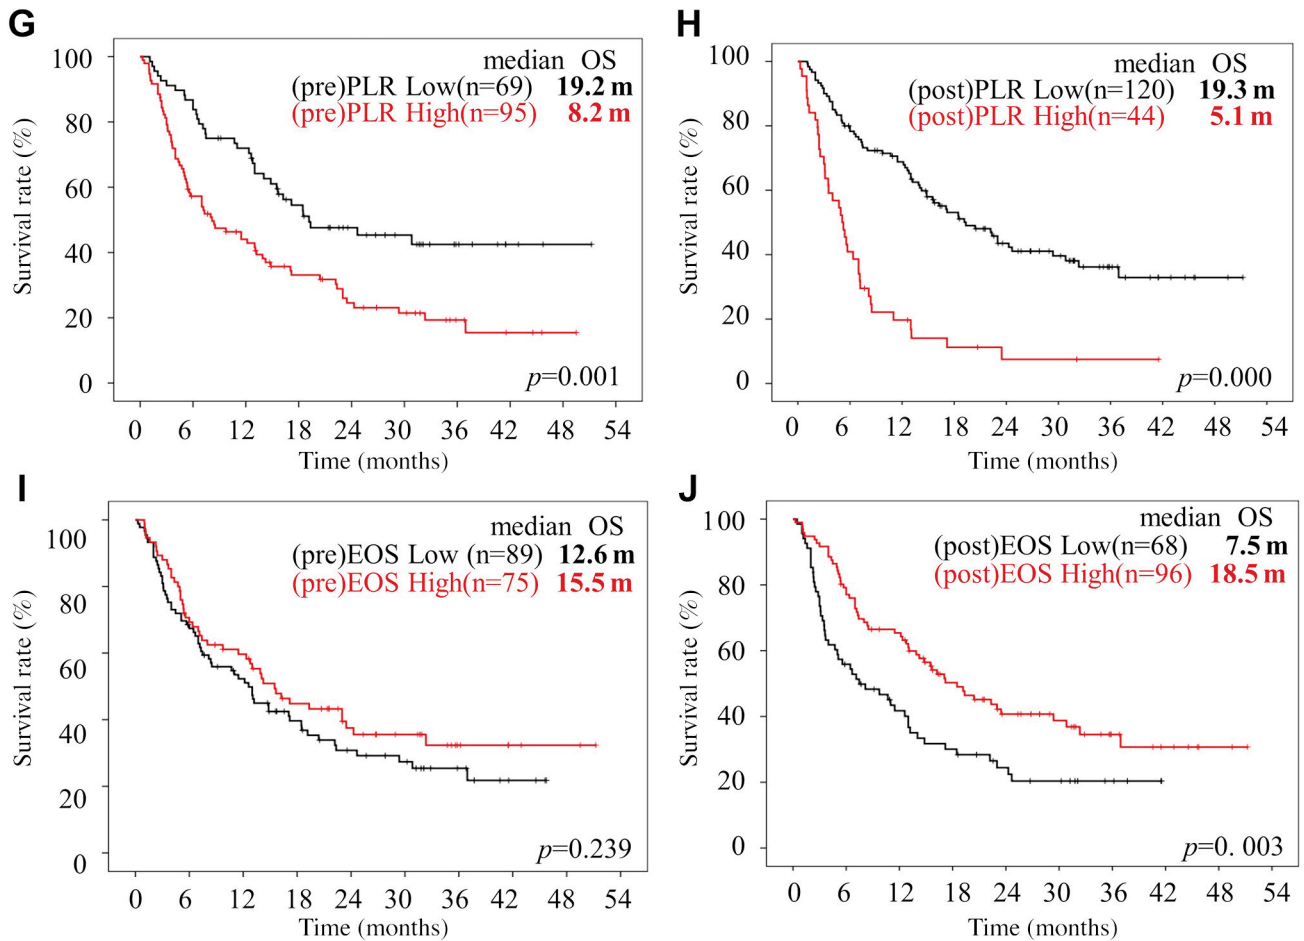 G
median OS
(pre)PLR Low(n=69) 19.2 m
(pre)PLR High(n=95) 8.2 m
Survival rate (%)
100
80
60
40
20
0
p=0.001
0 6 12 18 24 30 36 42 48 54
Time (months)
H
median OS
(post)PLR Low(n=120) 19.3 m
(post)PLR High(n=44) 5.1 m
Survival rate (%)
100
80
60
40
20
0
p=0.000
0 6 12 18 24 30 36 42 48 54
Time (months)
I
median OS
(pre)EOS Low (n=89) 12.6 m
(pre)EOS High(n=75) 15.5 m
Survival rate (%)
100
80
60
40
20
0
p=0.239
0 6 12 18 24 30 36 42 48 54
Time (months)
J
median OS
(post)EOS Low(n=68) 7.5 m
(post)EOS High(n=96) 18.5 m
Survival rate (%)
100
80
60
40
20
0
p=0. 003
0 6 12 18 24 30 36 42 48 54
Time (months)